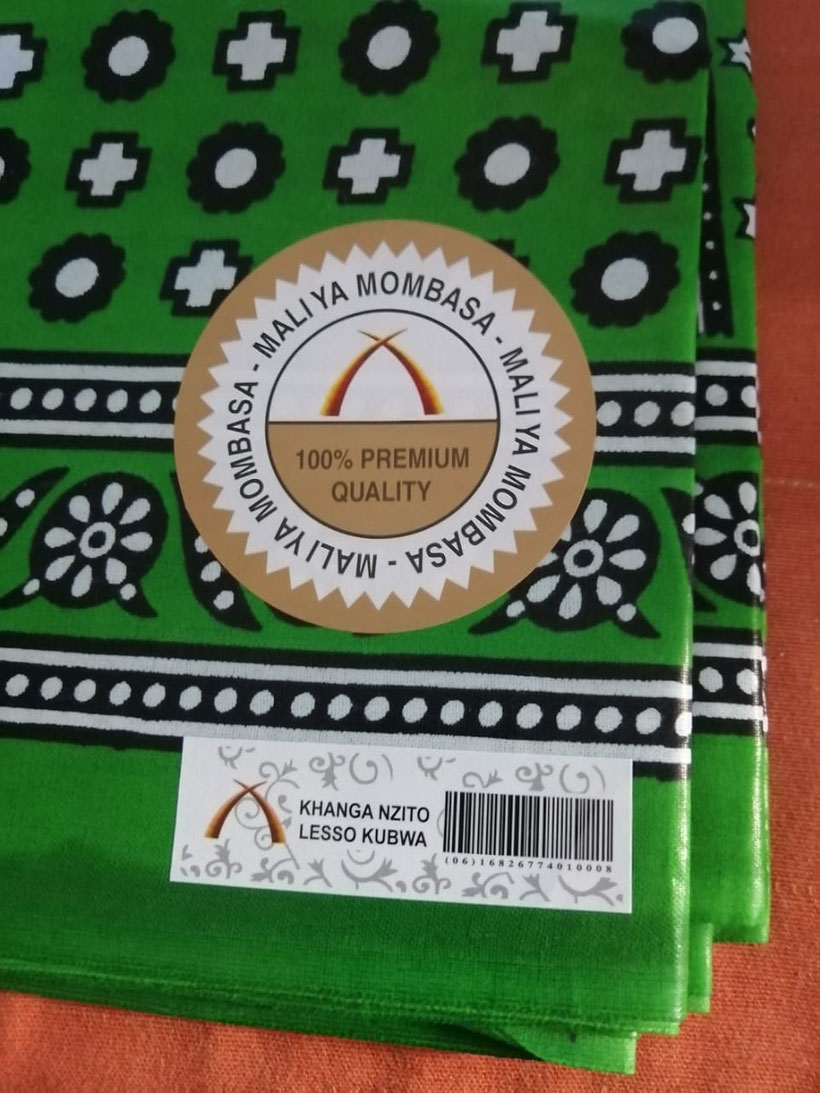 MALI YA MOMBASA - MALI YA MOMBASA - MALI YA MOMBASA -
100% PREMIUM
QUALITY
KHANGA NZITO
LESSO KUBWA
(06)16826774010008